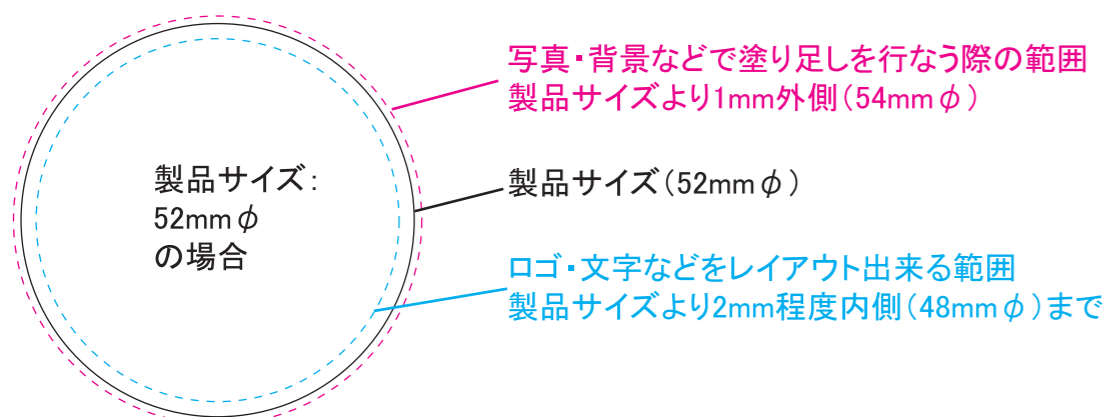 写真・背景などで塗り足しを行なう際の範囲
製品サイズより1mm外側（54mmφ）
製品サイズ：
52mmφ
の場合
製品サイズ（52mmφ）
ロゴ・文字などをレイアウト出来る範囲
製品サイズより2mm程度内側（48mmφ）まで